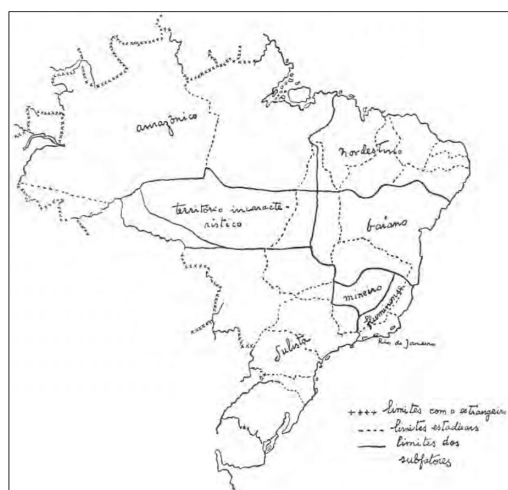 amazônico
nordestino
território incaracte-
rístico
baiano
mineiro
fluminense
Rio de Janeiro
sulista
++++ limites com o estrangeiro
---- limites estaduais
limites dos
subfalares